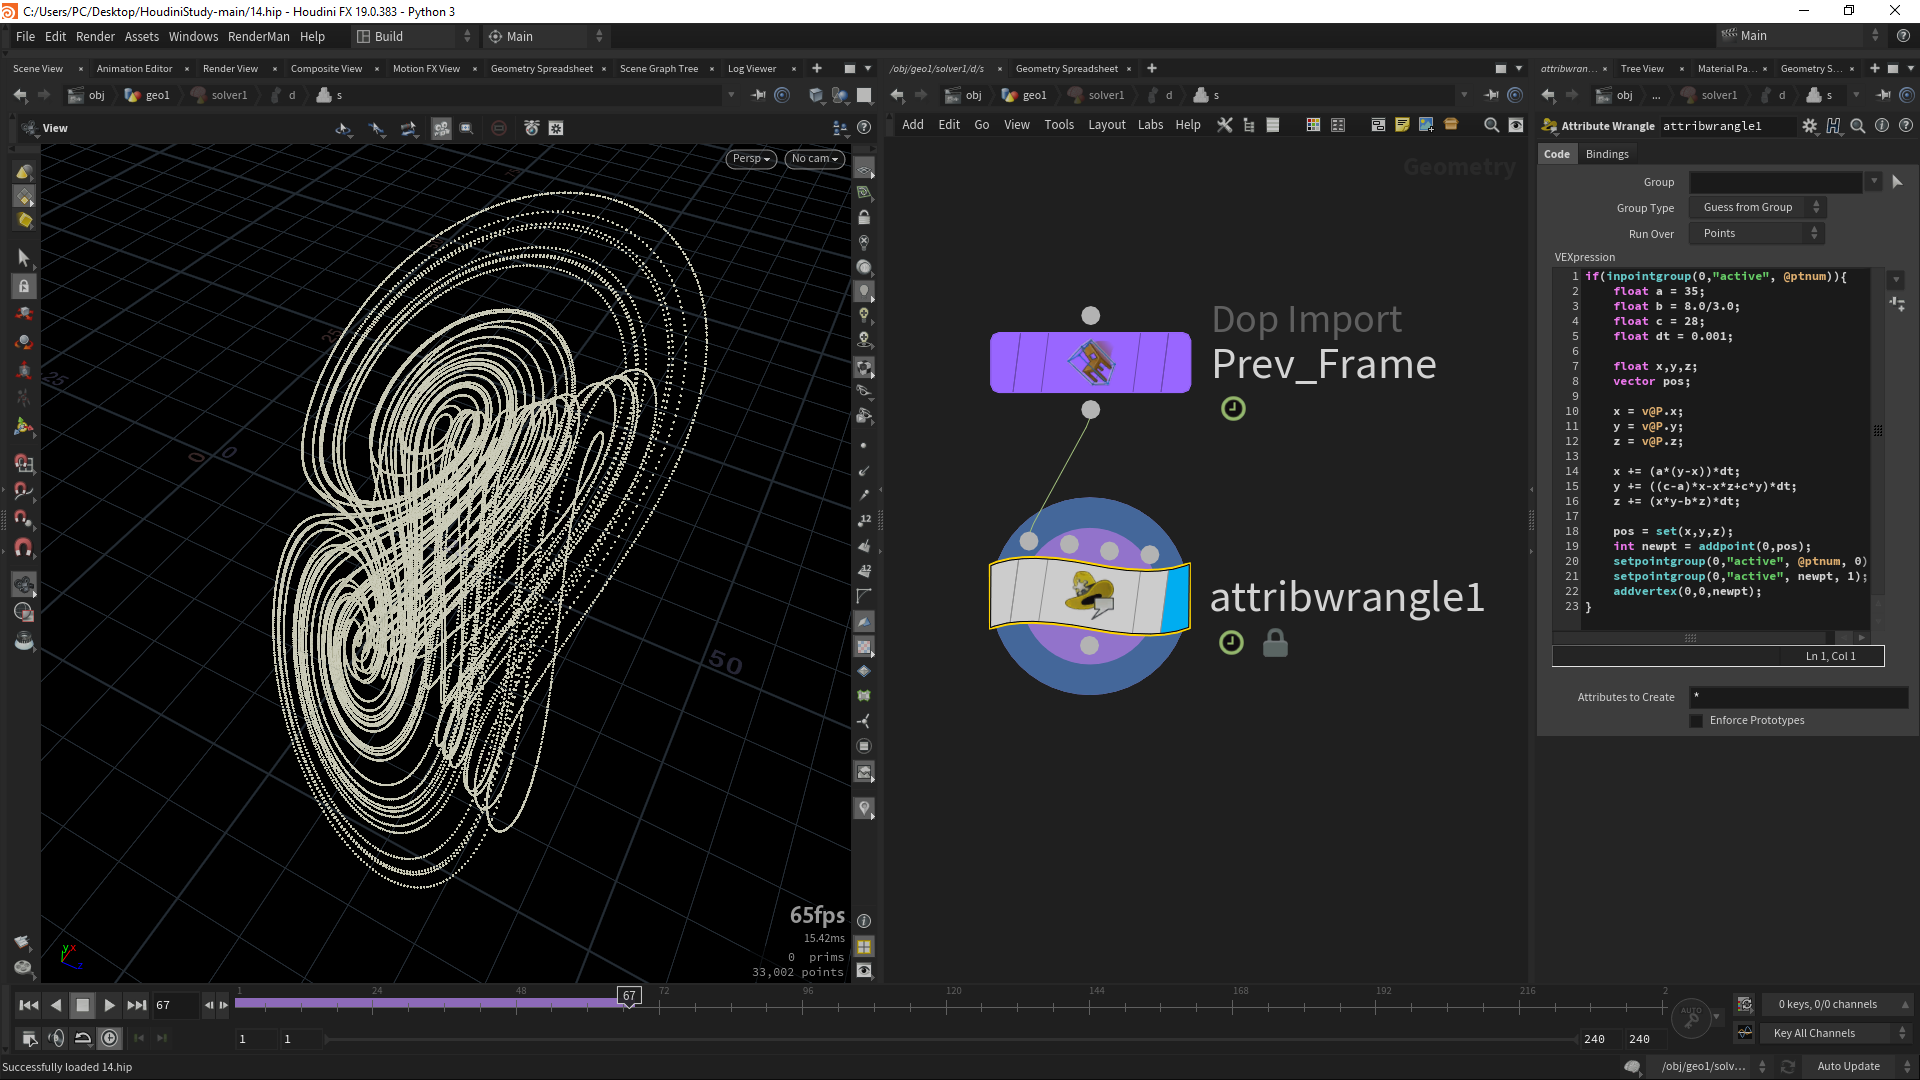 C:/Users/PC/Desktop/HoudiniStudy-main/14.hip - Houdini FX 19.0.383 - Python 3
File Edit Render Assets Windows RenderMan Help Build Main Main
Scene View Animation Editor Render View Composite View Motion FX View Geometry Spreadsheet Scene Graph Tree Log Viewer
/obj/geo1/solver1/d/s Geometry Spreadsheet
attribwran... Tree View Material Pa... Geometry S...
obj geo1 solver1 d s
obj geo1 solver1 d s
obj ... solver1 d s
View
Add Edit Go View Tools Layout Labs Help
Attribute Wrangle attribwrangle1
Code Bindings
Persp No cam
Geometry
Group
Group Type Guess from Group
Run Over Points
VEXpression
1 if(inpointgroup(0,"active", @ptnum)){
2 float a = 35;
3 float b = 8.0/3.0;
4 float c = 28;
5 float dt = 0.001;
6
7 float x,y,z;
8 vector pos;
9
10 x = v@P.x;
11 y = v@P.y;
12 z = v@P.z;
13
14 x += (a*(y-x))*dt;
15 y += ((c-a)*x-x*z+c*y)*dt;
16 z += (x*y-b*z)*dt;
17
18 pos = set(x,y,z);
19 int newpt = addpoint(0,pos);
20 setpointgroup(0,"active", @ptnum, 0)
21 setpointgroup(0,"active", newpt, 1);
22 addvertex(0,0,newpt);
23 }
Ln 1, Col 1
Attributes to Create *
Enforce Prototypes
Dop Import
Prev_Frame
attribwrangle1
25
25
0 0
50
12
12
65fps
15.42ms
0 prims
33,002 points
y x
67
1 24 48 67 72 96 120 144 168 192 216 2
1 1 240 240
AUTO
0 keys, 0/0 channels
Key All Channels
Successfully loaded 14.hip
/obj/geo1/solv... Auto Update